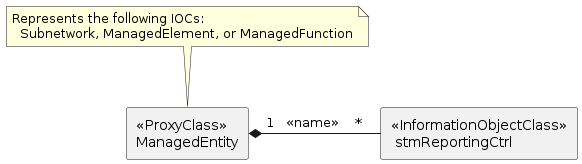 Represents the following IOCs:
Subnetwork, ManagedElement, or ManagedFunction
«ProxyClass»
ManagedEntity
1 «name» *
«InformationObjectClass»
stmReportingCtrl